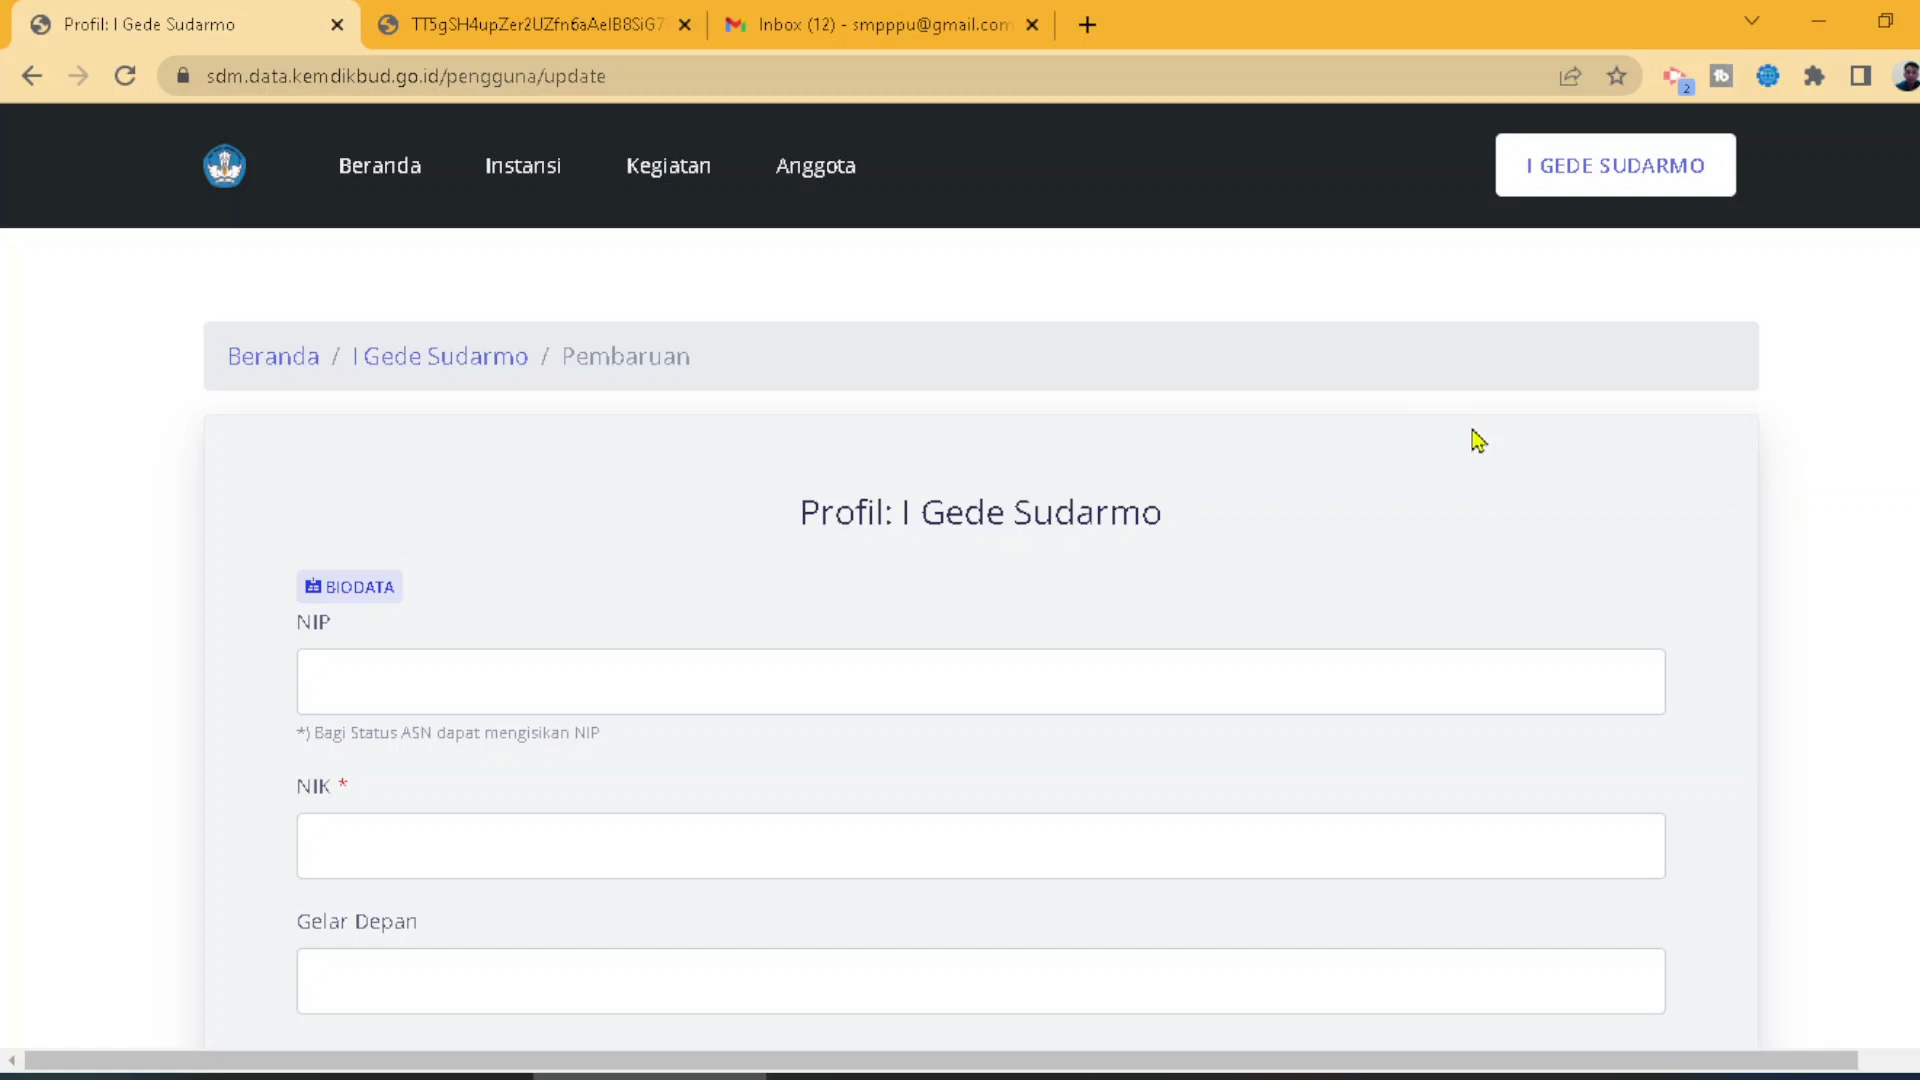 Profil: I Gede Sudarmo
TT5gSH4upZer2UZfn6aAelB8SiG7
Inbox (12) - smpppu@gmail.com
sdm.data.kemdikbud.go.id/pengguna/update
2
Beranda
Instansi
Kegiatan
Anggota
I GEDE SUDARMO
Beranda / I Gede Sudarmo / Pembaruan
Profil: I Gede Sudarmo
BIODATA
NIP
*) Bagi Status ASN dapat mengisikan NIP
NIK *
Gelar Depan